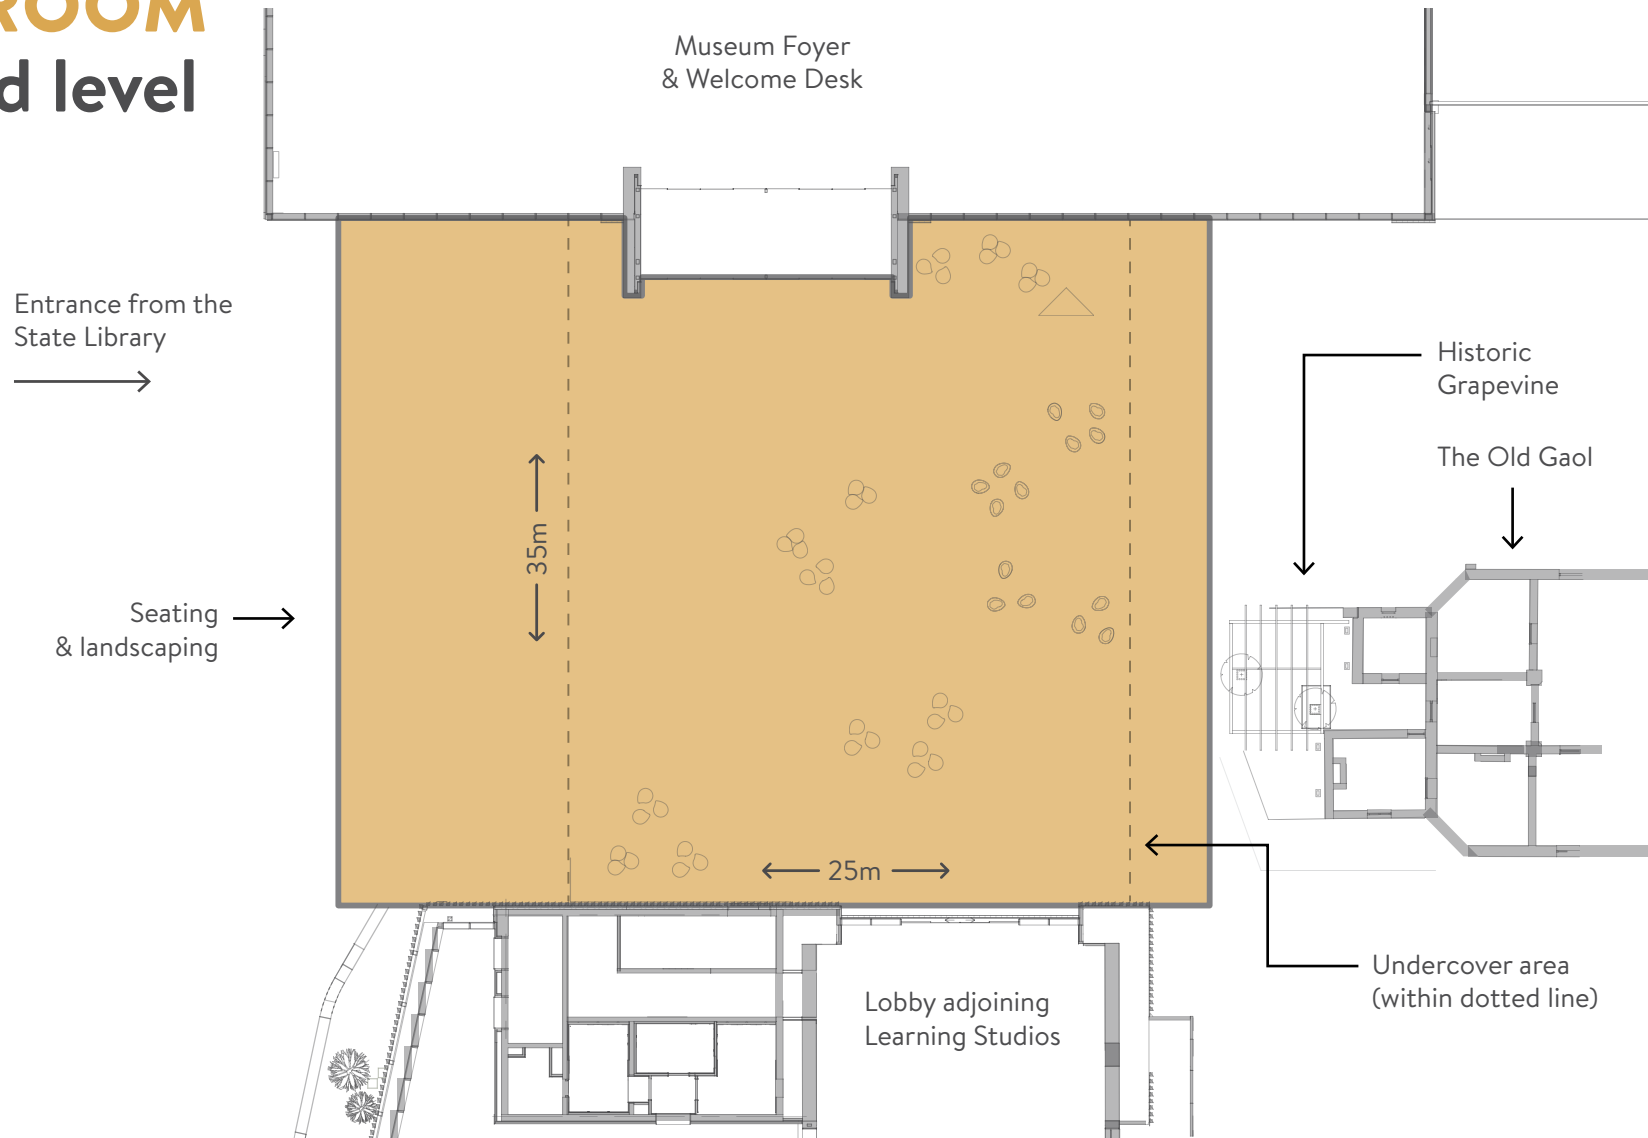 ROOM
d level
Museum Foyer
& Welcome Desk
Entrance from the
State Library
Historic
Grapevine
The Old Gaol
35m
Seating
& landscaping
25m
Undercover area
(within dotted line)
Lobby adjoining
Learning Studios